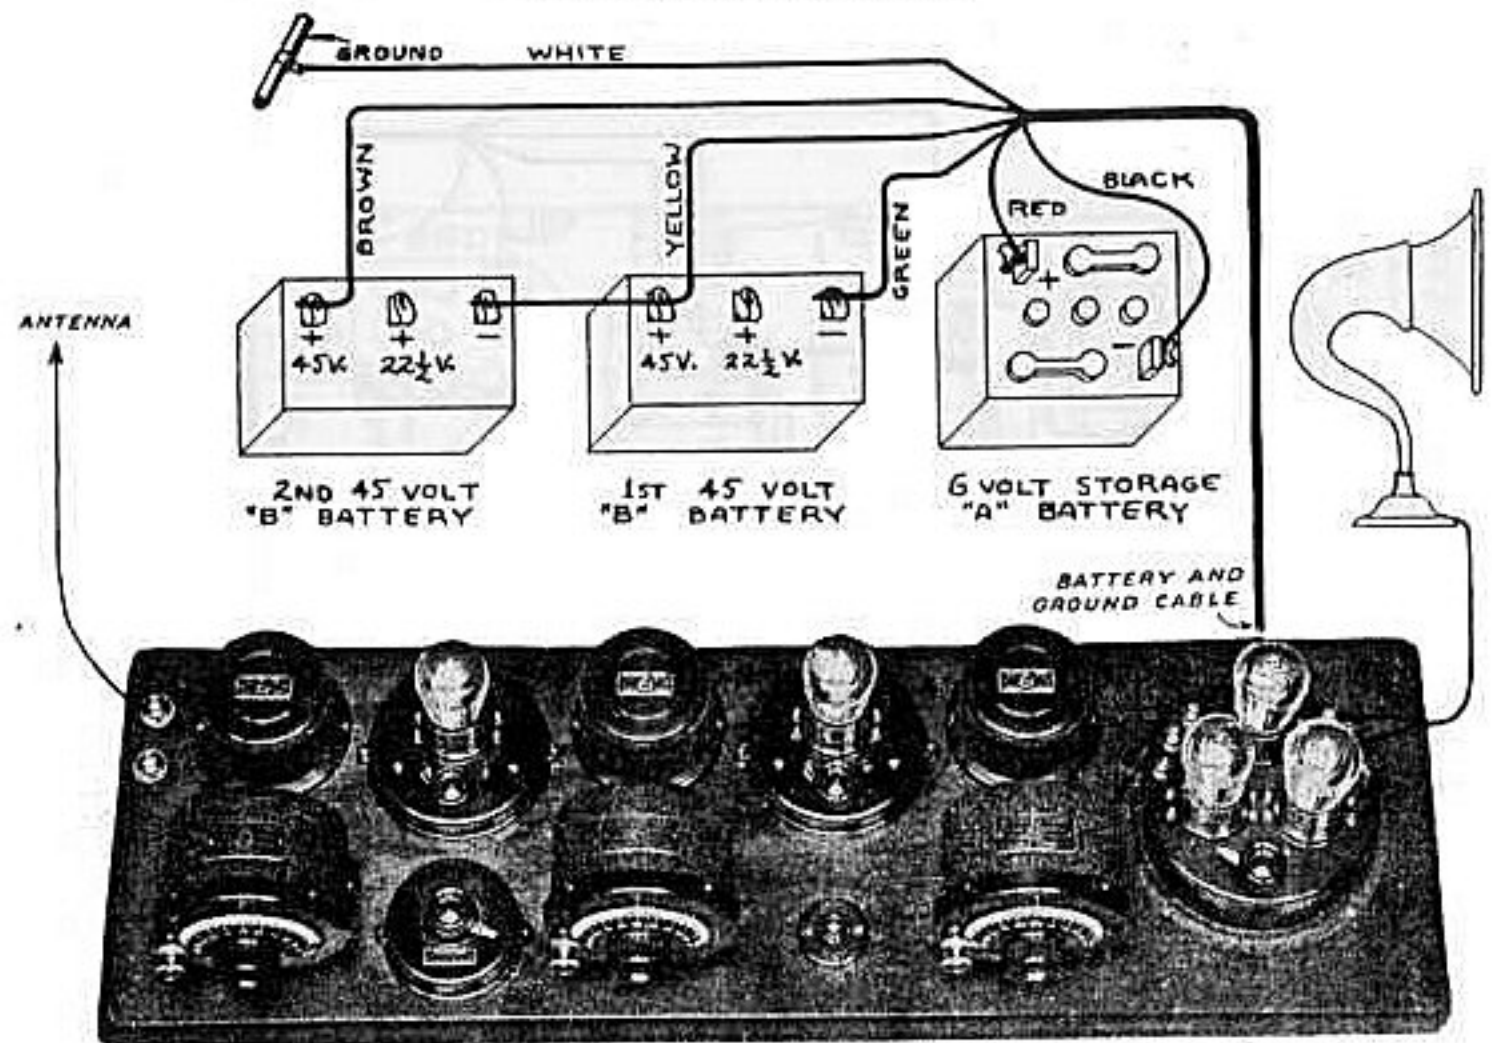 GROUND WHITE
BROWN
YELLOW
GREEN
RED
BLACK
ANTENNA
+ + -
45V. 22½V.
+ + -
45V. 22½V.
+
-
2ND 45 VOLT
"B" BATTERY
1ST 45 VOLT
"B" BATTERY
6 VOLT STORAGE
"A" BATTERY
BATTERY AND
GROUND CABLE